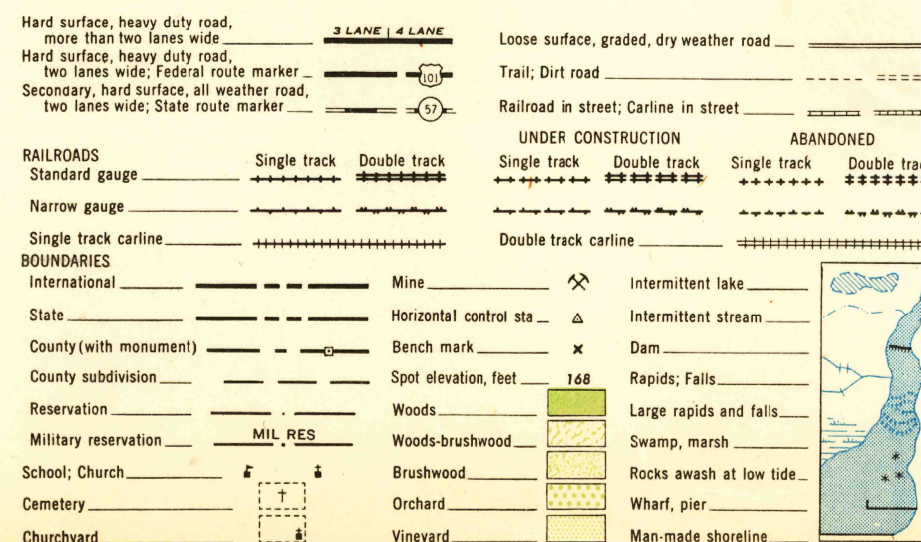 Hard surface, heavy duty road,
more than two lanes wide
3 LANE | 4 LANE
Hard surface, heavy duty road,
two lanes wide; Federal route marker
101
Secondary, hard surface, all weather road,
two lanes wide; State route marker
57
Loose surface, graded, dry weather road
Trail; Dirt road
Railroad in street; Carline in street
UNDER CONSTRUCTION ABANDONED
RAILROADS Single track Double track Single track Double track Single track Double trac
Standard gauge
Narrow gauge
Single track carline
Double track carline
BOUNDARIES
International
State
County (with monument)
County subdivision
Reservation
Military reservation MIL RES
School; Church
Cemetery
Churchyard
Mine
Horizontal control sta
Bench mark
Spot elevation, feet 168
Woods
Woods-brushwood
Brushwood
Orchard
Vineyard
Intermittent lake
Intermittent stream
Dam
Rapids; Falls
Large rapids and falls
Swamp, marsh
Rocks awash at low tide
Wharf, pier
Man-made shoreline